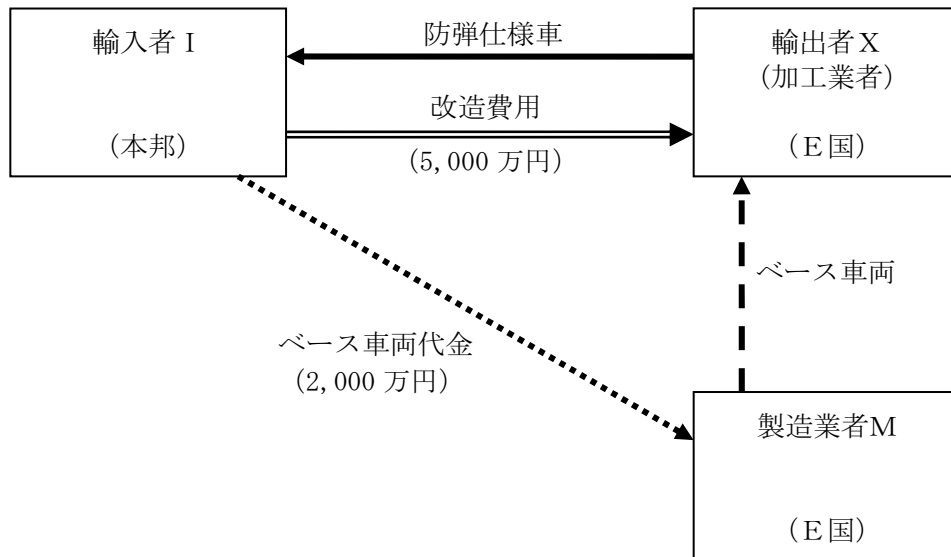 輸入者 I
(本邦)
防弾仕様車
改造費用
(5,000 万円)
輸出者X
(加工業者)
(E国)
ベース車両
ベース車両代金
(2,000 万円)
製造業者M
(E国)